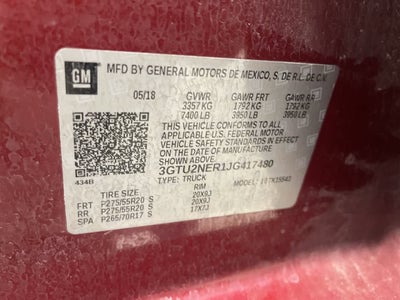 GM MFD BY GENERAL MOTORS DE MEXICO, S. DE R.L. DE C.V.
05/18 GVWR GAWR FRT GAWR RR
3357 KG 1792 KG 1792 KG
7400 LB 3950 LB 3950 LB
THIS VEHICLE CONFORMS TO ALL
APPLICABLE U.S. FEDERAL MOTOR
VEHICLE SAFETY STANDARDS IN EFFECT ON
THE DATE OF MANUFACTURE SHOWN ABOVE.
3GTU2NER1JG417480
434B TYPE: TRUCK MODEL:
TIRE SIZE RIM
FRT P275/55R20 S 20X9J
RR P275/55R20 S 20X9J
SPA P265/70R17 S 17X7J